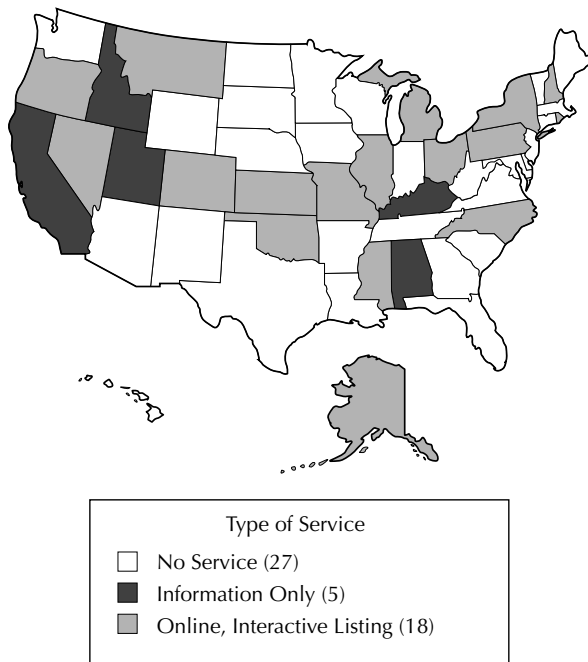 Type of Service
No Service (27)
Information Only (5)
Online, Interactive Listing (18)